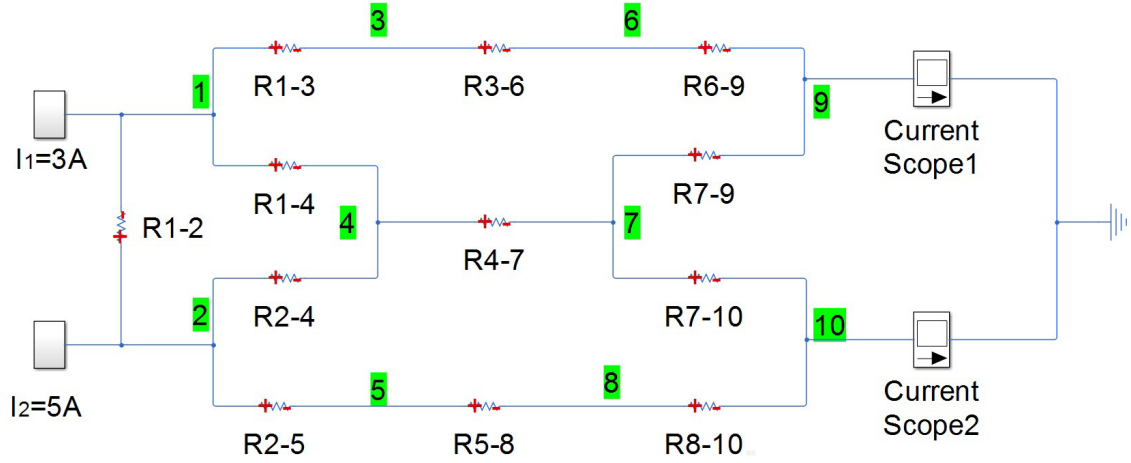 3
6
R1-3
R3-6
R6-9
1
9
I1=3A
Current
Scope1
R1-4
R7-9
R1-2
4
R4-7
7
2
R2-4
R7-10
10
I2=5A
5
8
Current
Scope2
R2-5
R5-8
R8-10